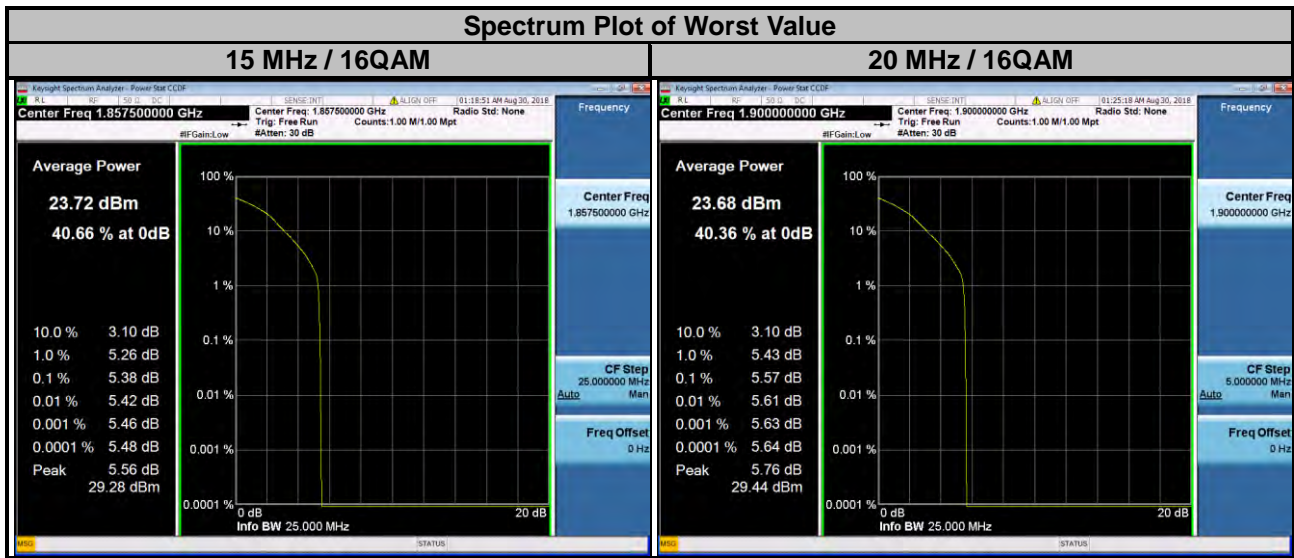 Spectrum Plot of Worst Value
15 MHz / 16QAM
20 MHz / 16QAM
Keysight Spectrum Analyzer - Power Stat CCDF
RL RF 50 Ω DC SENSE:INT ALIGN OFF 01:18:51 AM Aug 30, 2018
Center Freq 1.857500000 GHz
Center Freq: 1.857500000 GHz Radio Std: None
Trig: Free Run Counts:1.00 M/1.00 Mpt
#IFGain:Low #Atten: 30 dB
Frequency
Average Power
23.72 dBm
40.66 % at 0dB
10.0 % 3.10 dB
1.0 % 5.26 dB
0.1 % 5.38 dB
0.01 % 5.42 dB
0.001 % 5.46 dB
0.0001 % 5.48 dB
Peak 5.56 dB
29.28 dBm
100 %
10 %
1 %
0.1 %
0.01 %
0.001 %
0.0001 %
0 dB 20 dB
Info BW 25.000 MHz
Center Freq
1.857500000 GHz
CF Step
25.000000 MHz
Auto Man
Freq Offset
0 Hz
MSG STATUS
Keysight Spectrum Analyzer - Power Stat CCDF
RL RF 50 Ω DC SENSE:INT ALIGN OFF 01:25:18 AM Aug 30, 2018
Center Freq 1.900000000 GHz
Center Freq: 1.900000000 GHz Radio Std: None
Trig: Free Run Counts:1.00 M/1.00 Mpt
#IFGain:Low #Atten: 30 dB
Frequency
Average Power
23.68 dBm
40.36 % at 0dB
10.0 % 3.10 dB
1.0 % 5.43 dB
0.1 % 5.57 dB
0.01 % 5.61 dB
0.001 % 5.63 dB
0.0001 % 5.64 dB
Peak 5.76 dB
29.44 dBm
100 %
10 %
1 %
0.1 %
0.01 %
0.001 %
0.0001 %
0 dB 20 dB
Info BW 25.000 MHz
Center Freq
1.900000000 GHz
CF Step
5.000000 MHz
Auto Man
Freq Offset
0 Hz
MSG STATUS